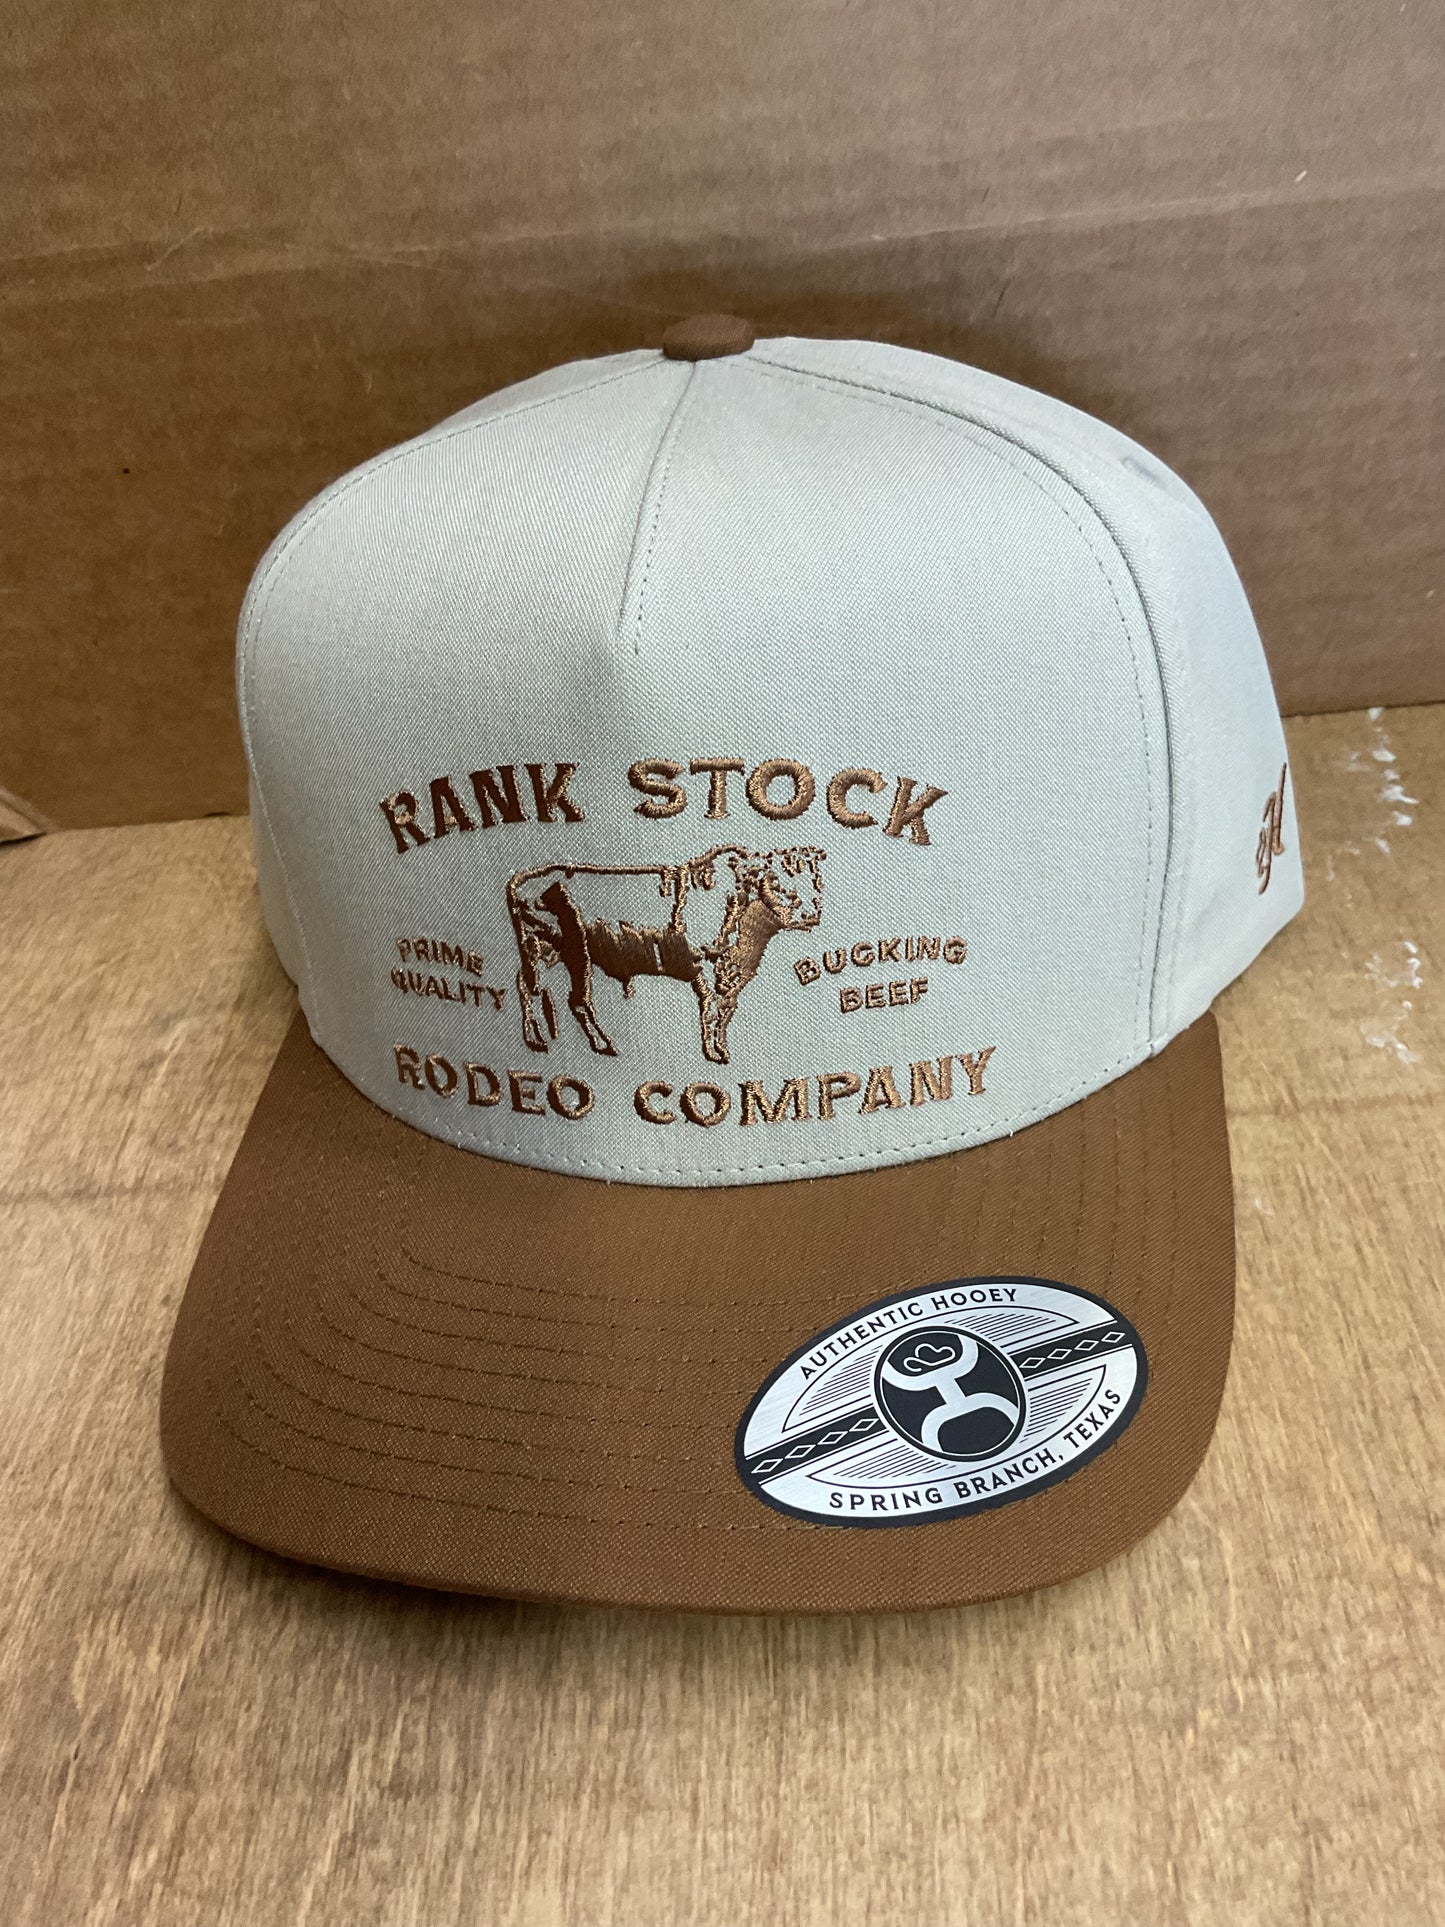 RANK STOCK
PRIME
QUALITY
BUCKING
BEEF
RODEO COMPANY
H
AUTHENTIC HOOEY
SPRING BRANCH, TEXAS